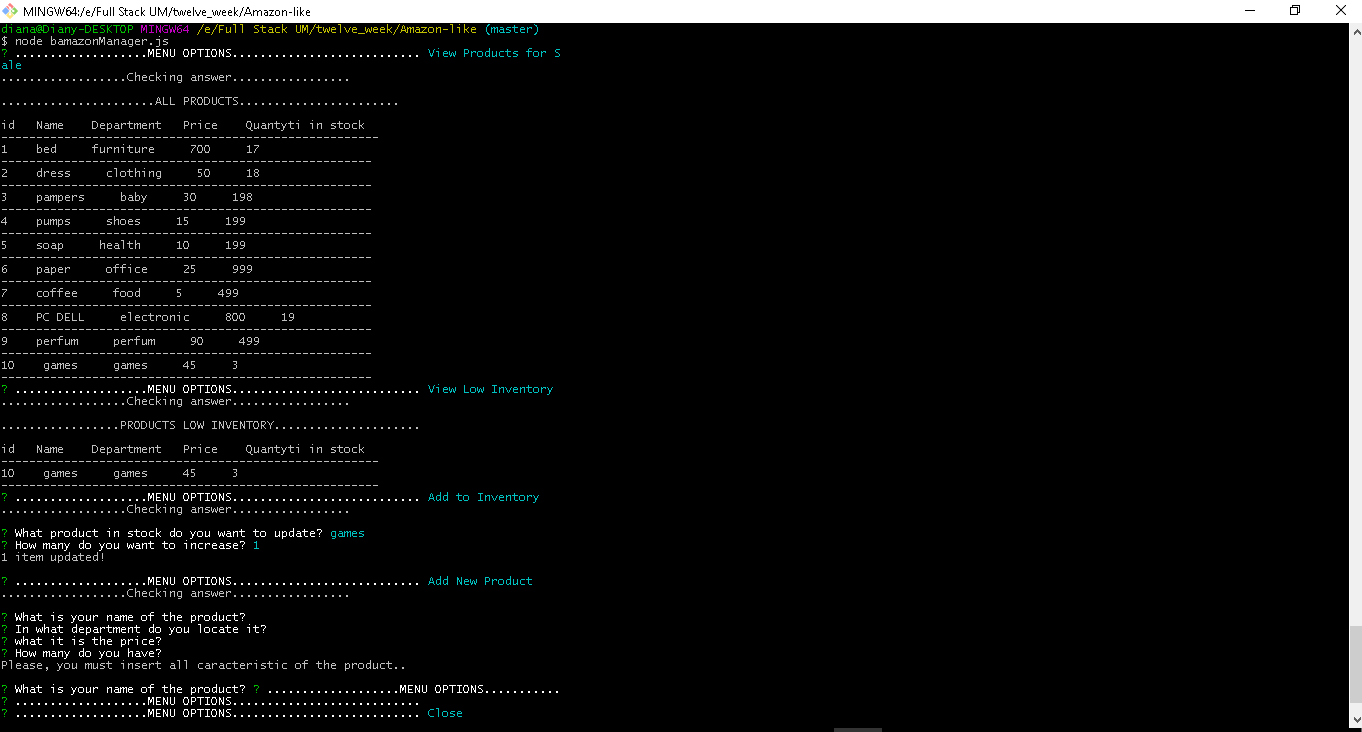 MINGW64:/e/Full Stack UM/twelve_week/Amazon-like
diana@Diany-DESKTOP MINGW64 /e/Full Stack UM/twelve_week/Amazon-like (master)
$ node bamazonManager.js
? ...................MENU OPTIONS........................... View Products for S
ale
..................Checking answer.................
......................ALL PRODUCTS.......................
id   Name    Department   Price    Quantyti in stock
------------------------------------------------------
1    bed     furniture     700     17
-----------------------------------------------------
2    dress     clothing     50     18
-----------------------------------------------------
3    pampers     baby     30     198
-----------------------------------------------------
4    pumps     shoes     15     199
-----------------------------------------------------
5    soap     health     10     199
-----------------------------------------------------
6    paper     office     25     999
-----------------------------------------------------
7    coffee     food     5     499
-----------------------------------------------------
8    PC DELL     electronic     800     19
-----------------------------------------------------
9    perfum     perfum     90     499
-----------------------------------------------------
10    games     games     45     3
-----------------------------------------------------
? ...................MENU OPTIONS........................... View Low Inventory
..................Checking answer.................
.................PRODUCTS LOW INVENTORY.....................
id   Name    Department   Price    Quantyti in stock
------------------------------------------------------
10    games     games     45     3
------------------------------------------------------
? ...................MENU OPTIONS........................... Add to Inventory
..................Checking answer.................
? What product in stock do you want to update? games
? How many do you want to increase? 1
1 item updated!
? ...................MENU OPTIONS........................... Add New Product
..................Checking answer.................
? What is your name of the product?
? In what department do you locate it?
? what it is the price?
? How many do you have?
Please, you must insert all caracteristic of the product..
? What is your name of the product? ? ...................MENU OPTIONS...........
? ...................MENU OPTIONS...........................
? ...................MENU OPTIONS........................... Close